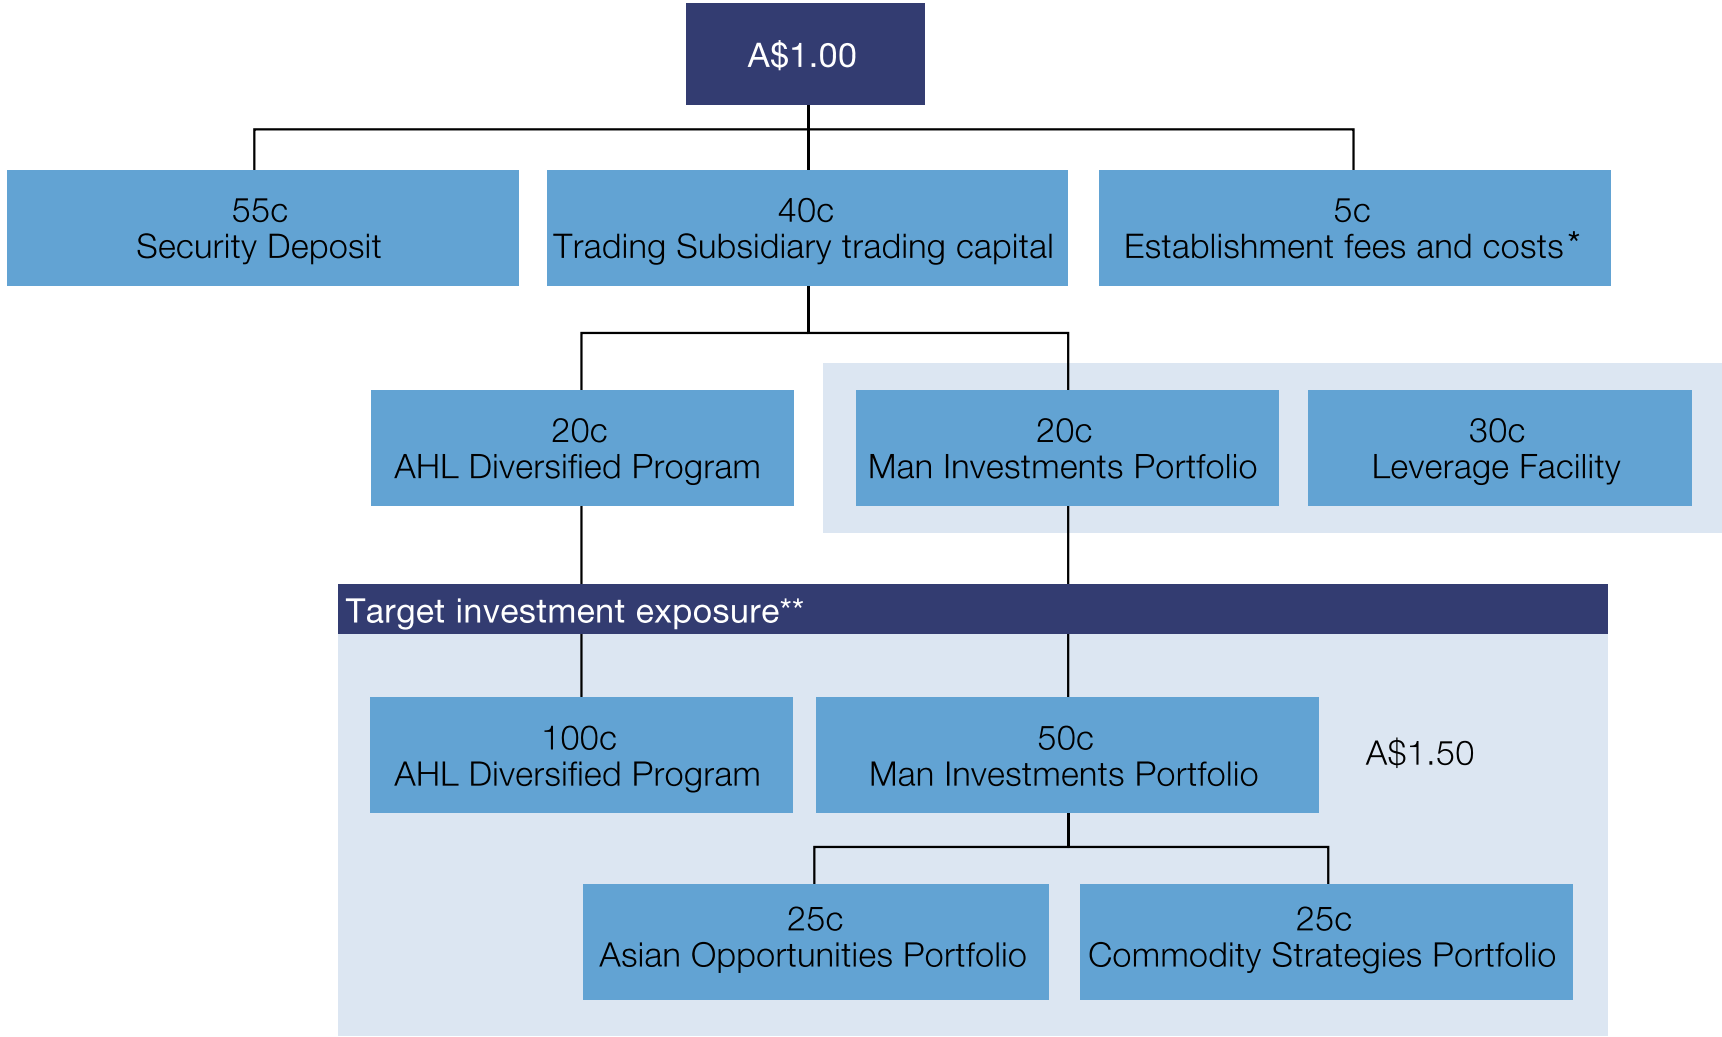 A$1.00
55c
Security Deposit
40c
Trading Subsidiary trading capital
5c
Establishment fees and costs*
20c
AHL Diversified Program
20c
Man Investments Portfolio
30c
Leverage Facility
Target investment exposure**
100c
AHL Diversified Program
50c
Man Investments Portfolio
A$1.50
25c
Asian Opportunities Portfolio
25c
Commodity Strategies Portfolio